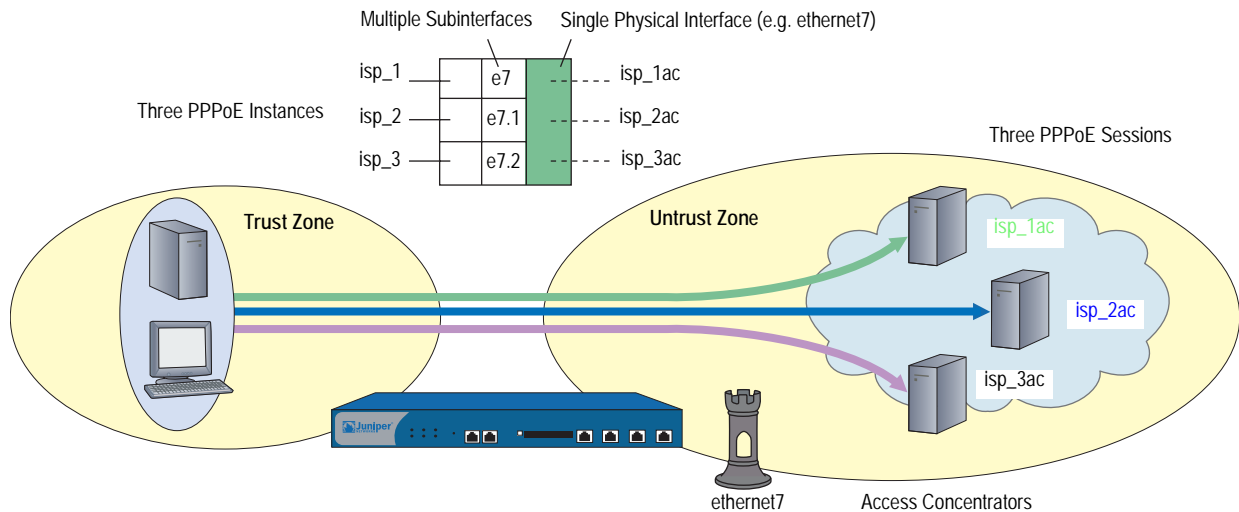 Multiple Subinterfaces
Single Physical Interface (e.g. ethernet7)
isp_1
e7
isp_1ac
Three PPPoE Instances
isp_2
e7.1
isp_2ac
isp_3
e7.2
isp_3ac
Three PPPoE Sessions
Trust Zone
Untrust Zone
isp_1ac
isp_2ac
isp_3ac
Juniper
ethernet7
Access Concentrators